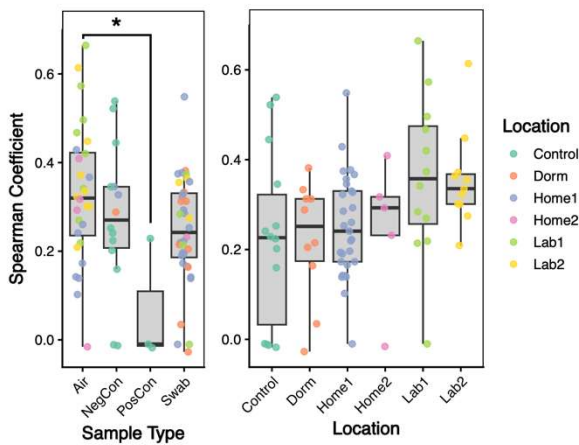 *
Spearman Coefficient
0.6
0.4
0.2
0.0
Air
NegCon
PosCon
Swab
Sample Type
0.6
0.4
0.2
0.0
Control
Dorm
Home1
Home2
Lab1
Lab2
Location
Location
Control
Dorm
Home1
Home2
Lab1
Lab2